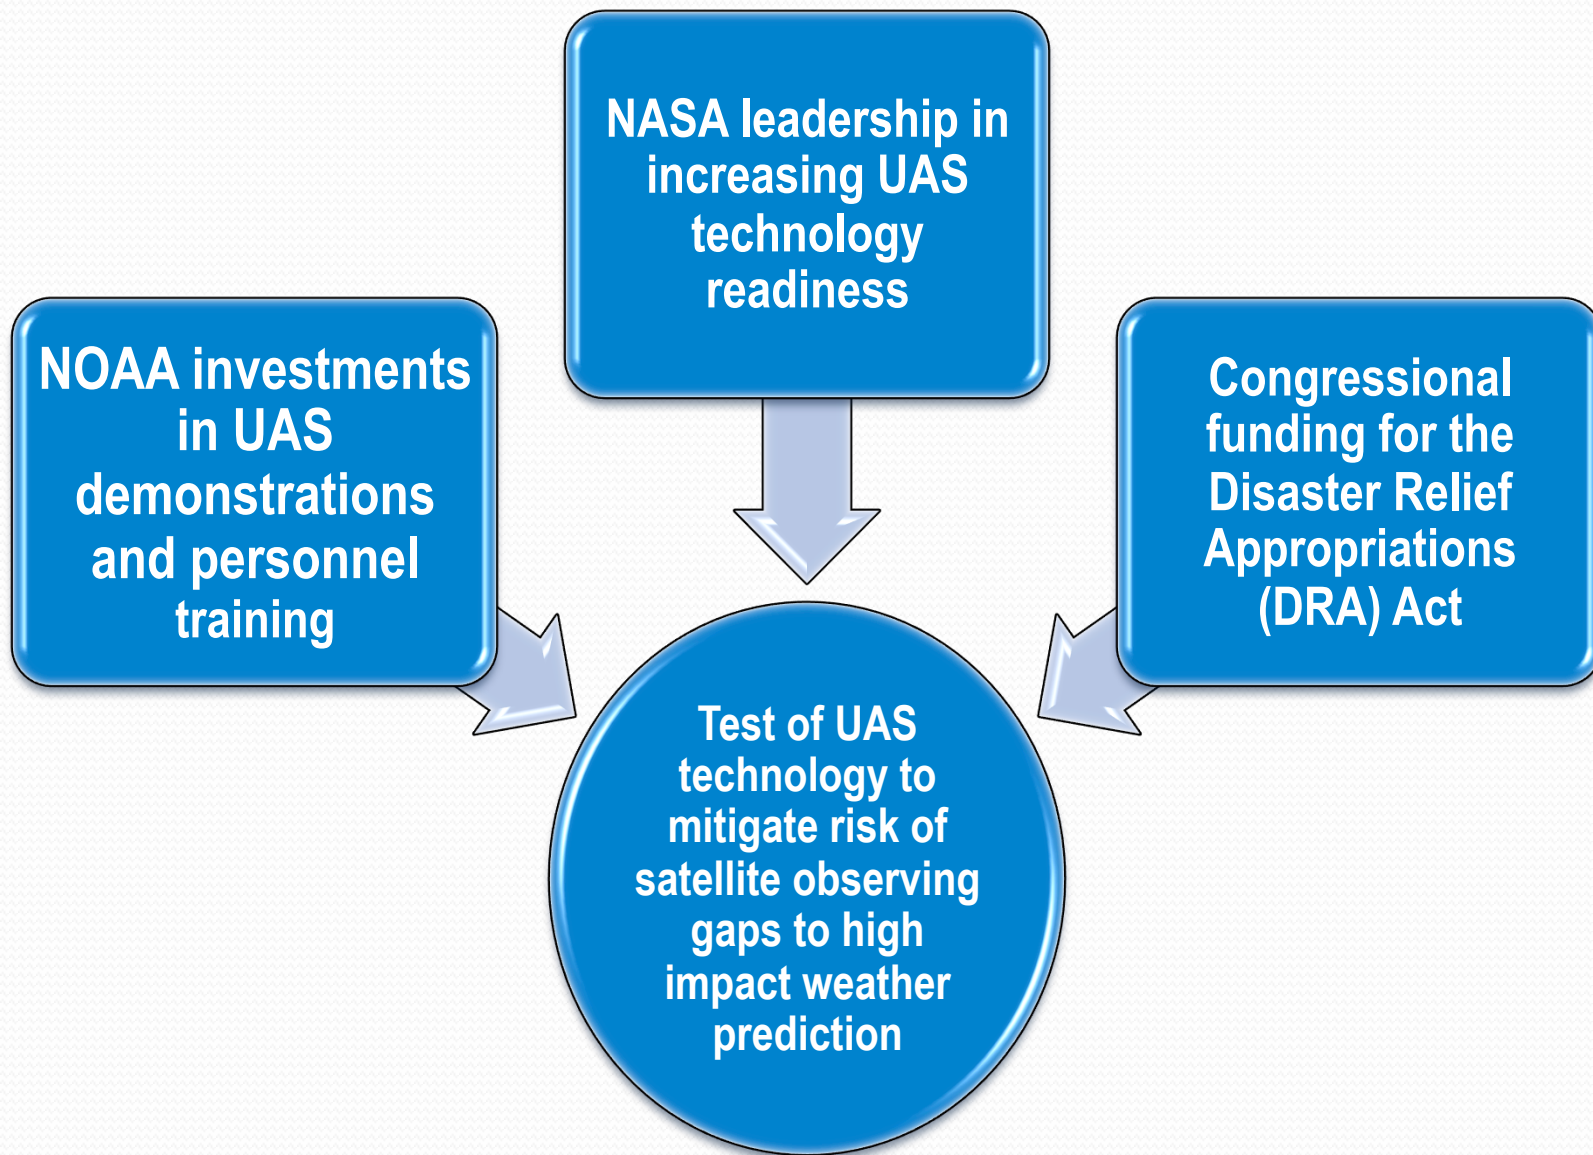 NASA leadership in
increasing UAS
technology
readiness
NOAA investments
in UAS
demonstrations
and personnel
training
Congressional
funding for the
Disaster Relief
Appropriations
(DRA) Act
Test of UAS
technology to
mitigate risk of
satellite observing
gaps to high
impact weather
prediction